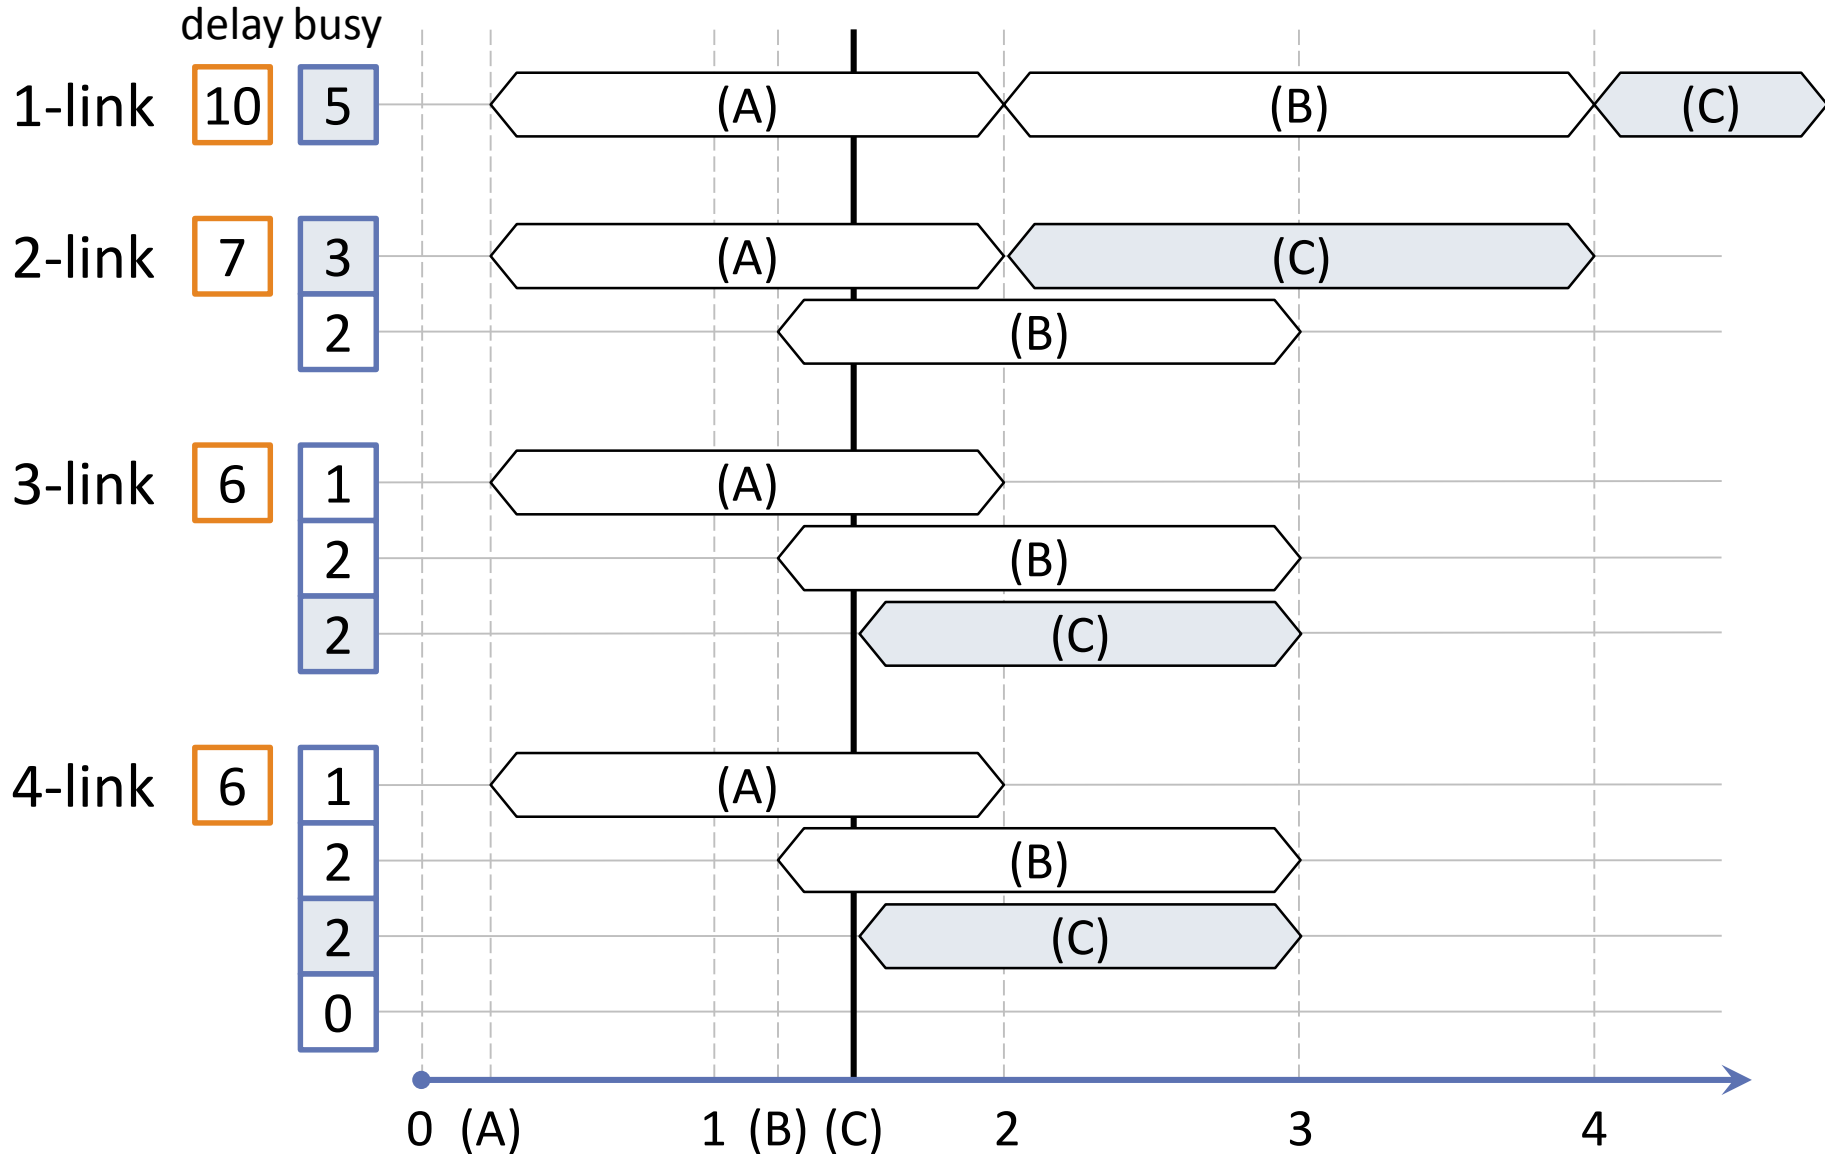 delay busy
1-link 10 5 (A) (B) (C)
2-link 7 3 (A) (C)
2 (B)
3-link 6 1 (A)
2 (B)
2 (C)
4-link 6 1 (A)
2 (B)
2 (C)
0
0 (A) 1 (B) (C) 2 3 4